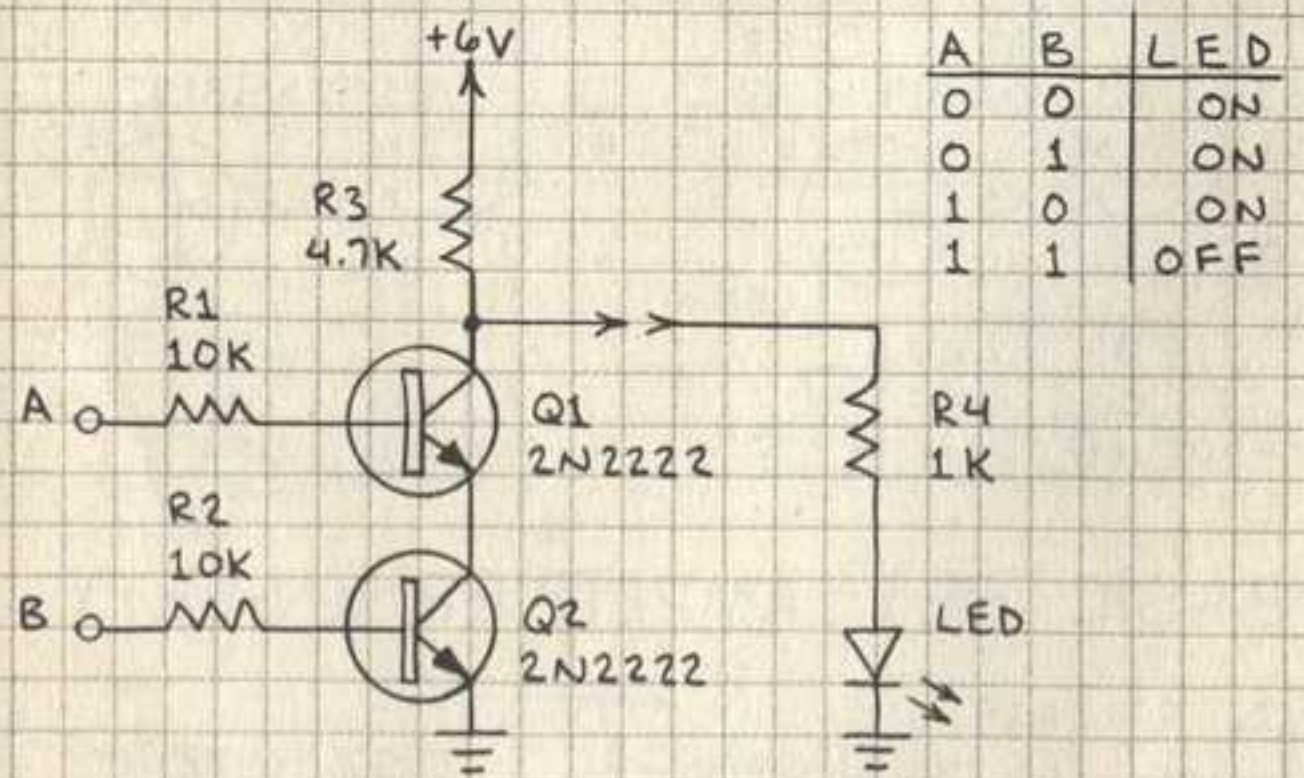 +6V
A B LED
0 0 ON
0 1 ON
1 0 ON
1 1 OFF
R3
4.7K
R1
10K
A
Q1
2N2222
R4
1K
R2
10K
B
Q2
2N2222
LED